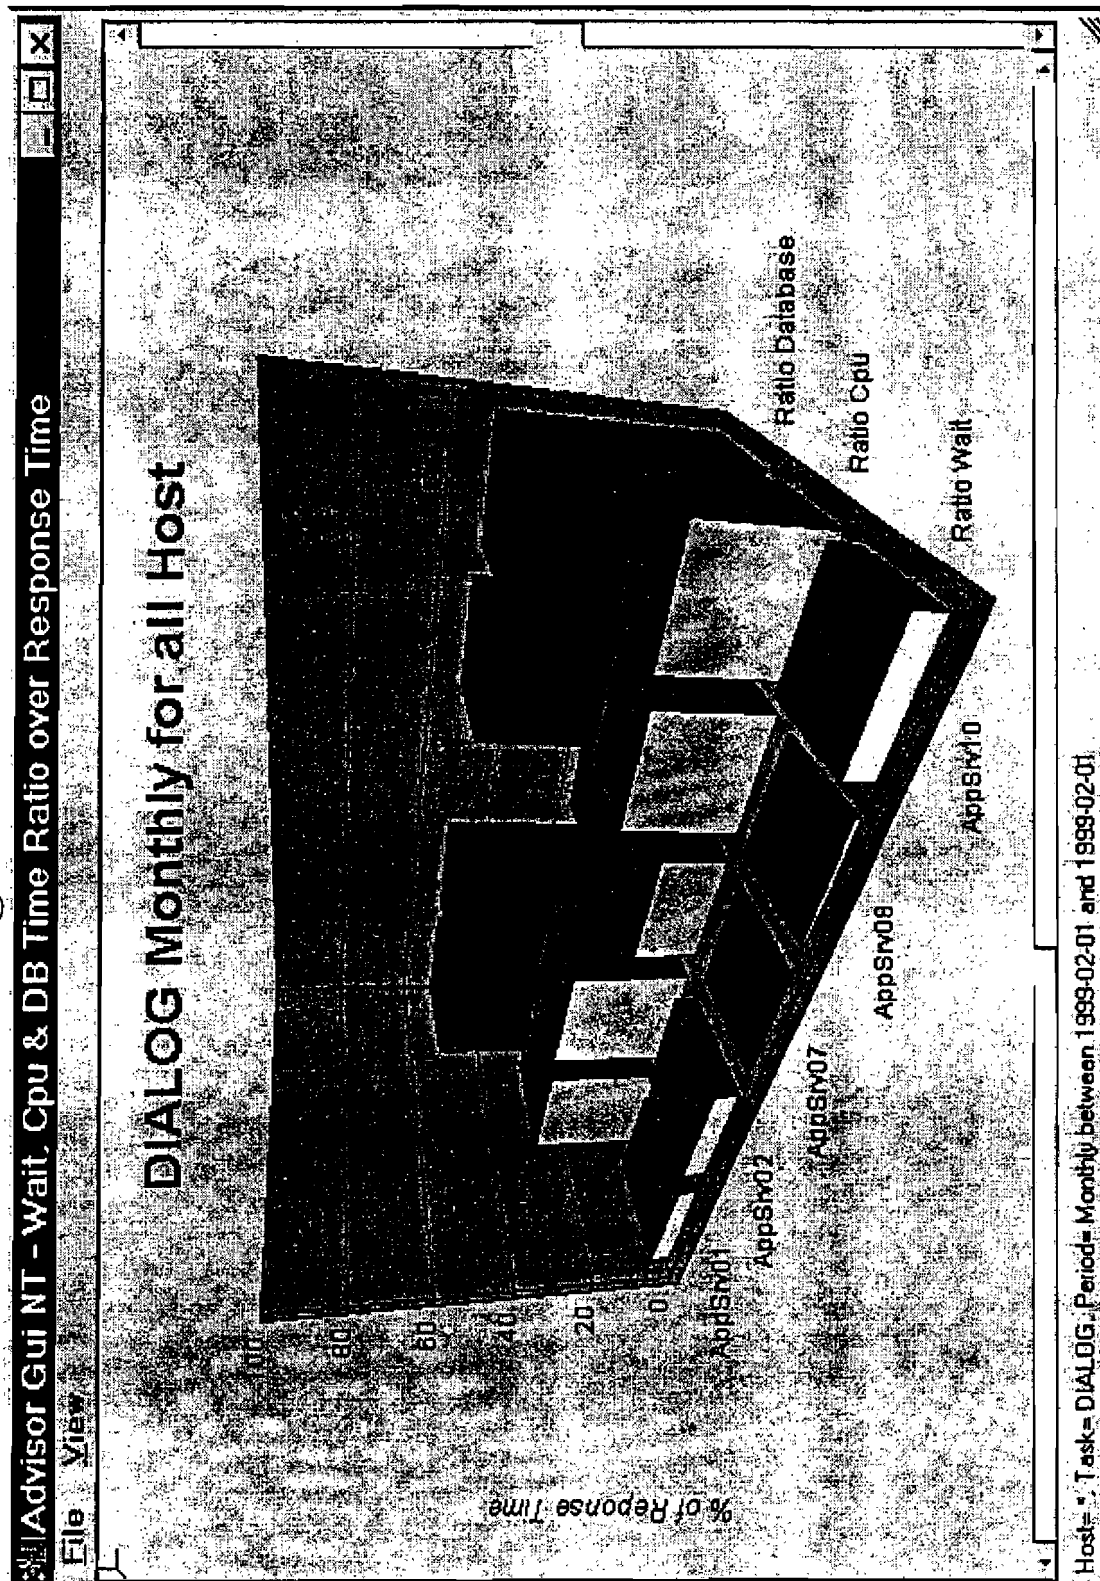 Advisor Gui NT - Wait, Cpu & DB Time Ratio over Response Time
File View
DIALOG Monthly for all Host
% of Reponse Time
100
80
60
40
20
0
AppSrv01
AppSrv02
AppSrv07
AppSrv08
AppSrv10
Ratio Database
Ratio Cpu
Ratio Wait
Host= *, Task= DIALOG, Period= Monthly between 1999-02-01 and 1999-02-01